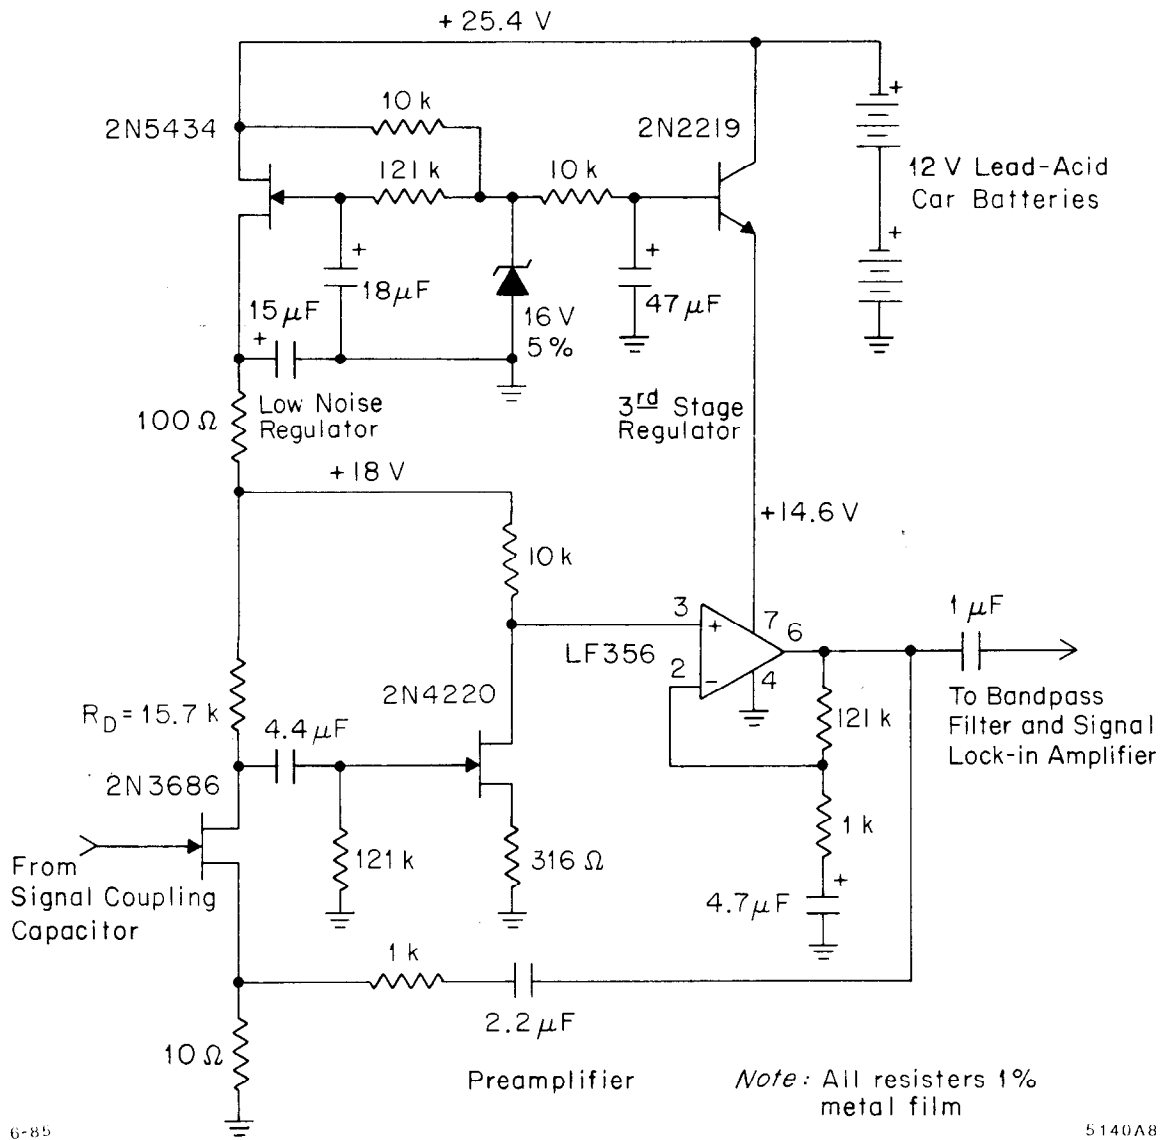 +25.4 V
10 k
2N5434
2N2219
121 k
10 k
12 V Lead-Acid
Car Batteries
+
+
+
18μF
+
47μF
15μF
+
16 V
5%
100 Ω
Low Noise
Regulator
3rd Stage
Regulator
+18 V
+14.6 V
10 k
3
+
7
6
1 μF
LF356
2
-
4
2N4220
RD = 15.7 k
4.4μF
121 k
To Bandpass
Filter and Signal
Lock-in Amplifier
2N3686
1 k
From
Signal Coupling
Capacitor
121 k
316 Ω
+
4.7μF
1 k
2.2μF
10 Ω
Preamplifier
Note: All resisters 1%
metal film
6-85
5140A8